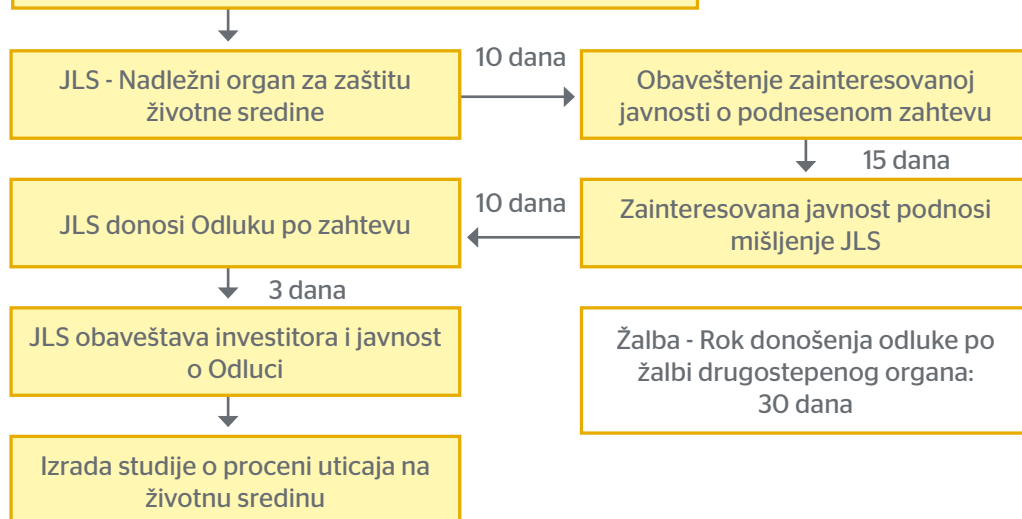 JLS - Nadležni organ za zaštitu
životne sredine
10 dana
Obaveštenje zainteresovanoj
javnosti o podnesenom zahtevu
15 dana
Zainteresovana javnost podnosi
mišljenje JLS
10 dana
JLS donosi Odluku po zahtevu
3 dana
JLS obaveštava investitora i javnost
o Odluci
Žalba - Rok donošenja odluke po
žalbi drugostepenog organa:
30 dana
Izrada studije o proceni uticaja na
životnu sredinu